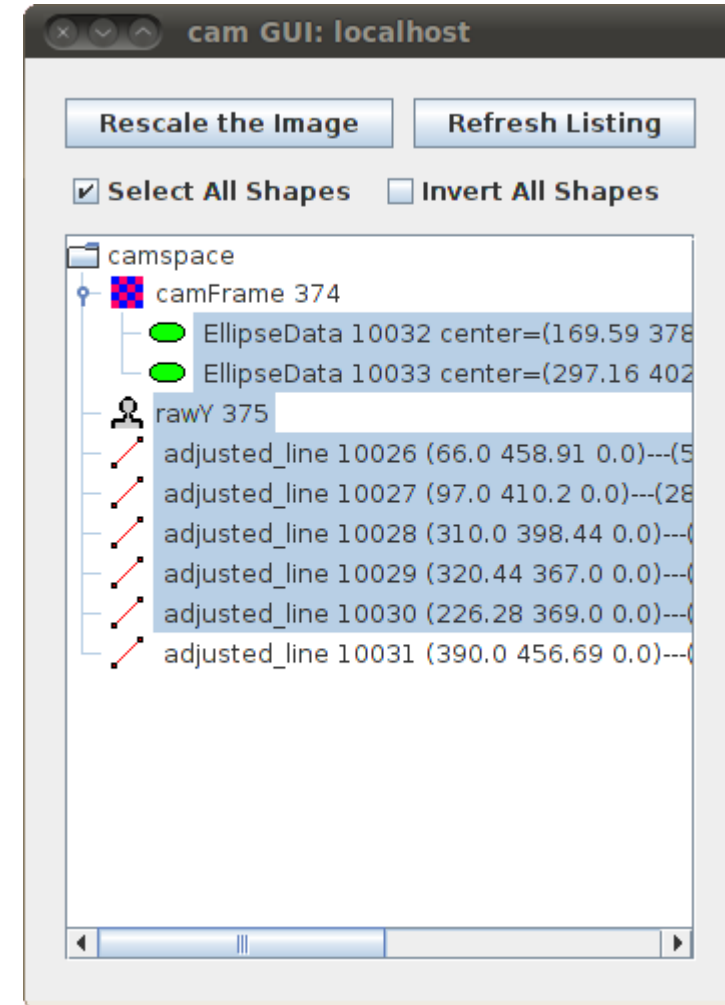 cam GUI: localhost
Rescale the Image Refresh Listing
Select All Shapes Invert All Shapes
camspace
camFrame 374
EllipseData 10032 center=(169.59 378
EllipseData 10033 center=(297.16 402
rawY 375
adjusted_line 10026 (66.0 458.91 0.0)---(5
adjusted_line 10027 (97.0 410.2 0.0)---(28
adjusted_line 10028 (310.0 398.44 0.0)---(
adjusted_line 10029 (320.44 367.0 0.0)---(
adjusted_line 10030 (226.28 369.0 0.0)---(
adjusted_line 10031 (390.0 456.69 0.0)---(